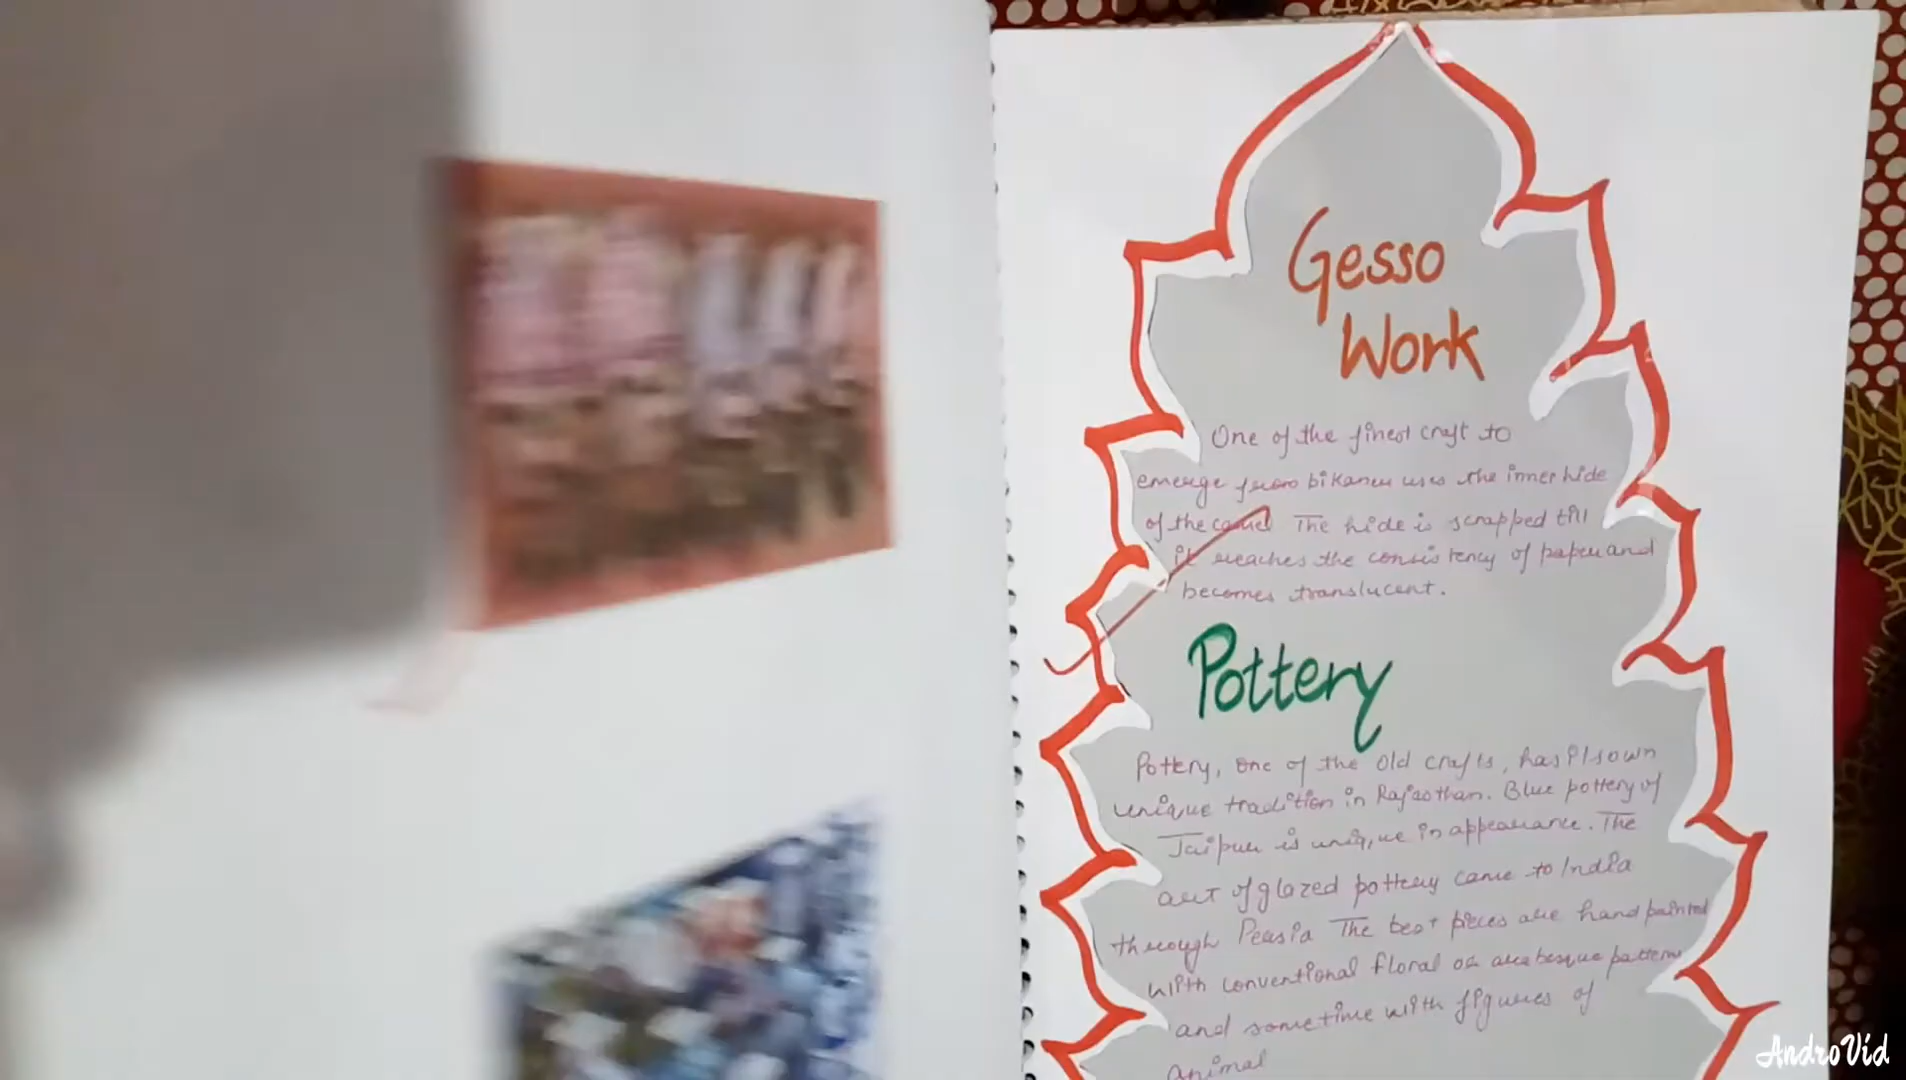 Gesso
Work
One of the finest craft to
emerge from bikaner uses the inner hide
of the camel The hide is scrapped till
it reaches the consistency of paper and
becomes translucent.
Pottery
Pottery, one of the old crafts, has its own
unique tradition in Rajasthan. Blue pottery of
Jaipur is unique in appearance. The
art of glazed pottery came to India
through Peasia The best pieces are hand painted
with conventional floral or arabesque patterns
and sometime with figures of
animal
AndroVid